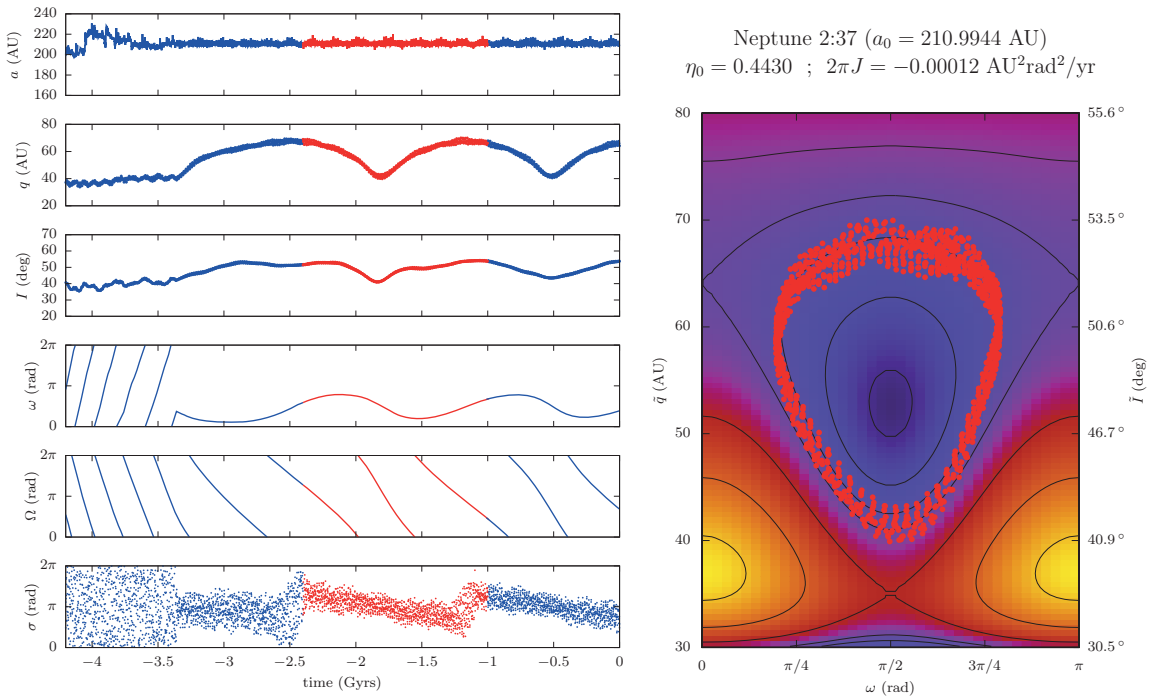 240
220
200
180
160
a (AU)
80
60
40
20
q (AU)
70
60
50
40
30
20
I (deg)
2π
π
0
ω (rad)
2π
π
0
Ω (rad)
2π
π
0
σ (rad)
−4 −3.5 −3 −2.5 −2 −1.5 −1 −0.5 0
time (Gyrs)
Neptune 2:37 (a₀ = 210.9944 AU)
η₀ = 0.4430 ; 2πJ = −0.00012 AU²rad²/yr
80 55.6°
70 53.5°
60 50.6°
50 46.7°
40 40.9°
30 30.5°
q̃ (AU)
Ĩ (deg)
0 π/4 π/2 3π/4 π
ω (rad)